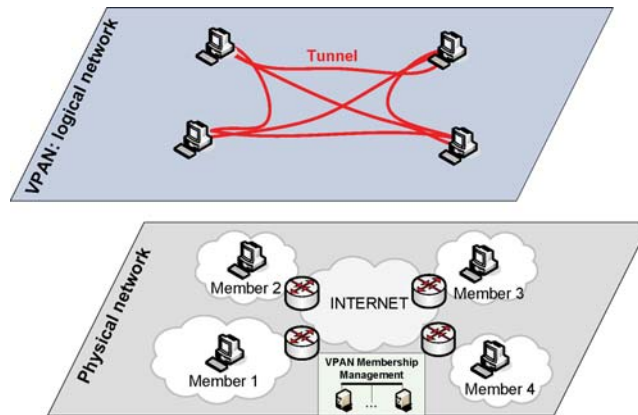 VPAN: logical network
Tunnel
Physical network
Member 2
Member 3
INTERNET
Member 1
Member 4
VPAN Membership
Management
...